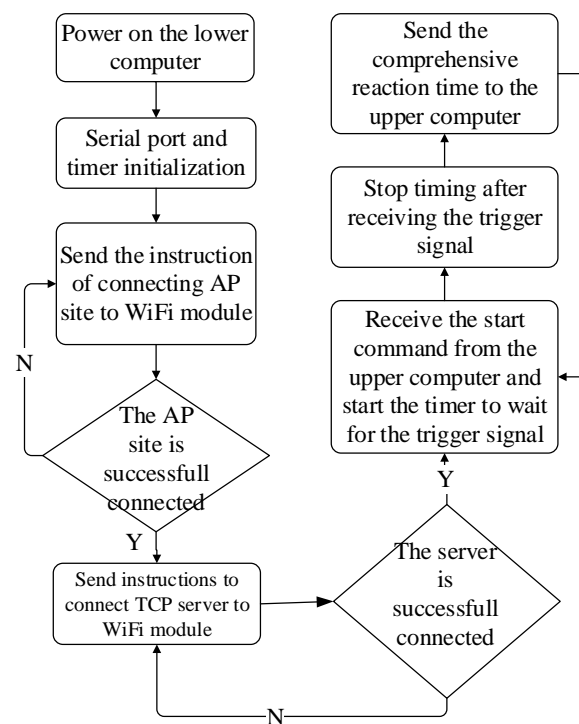 Power on the lower
computer
Serial port and
timer initialization
Send the instruction
of connecting AP
site to WiFi module
N
The AP
site is
successfull
connected
Y
Send instructions to
connect TCP server to
WiFi module
N
The server
is
successfull
connected
Y
Receive the start
command from the
upper computer and
start the timer to wait
for the trigger signal
Stop timing after
receiving the trigger
signal
Send the
comprehensive
reaction time to the
upper computer